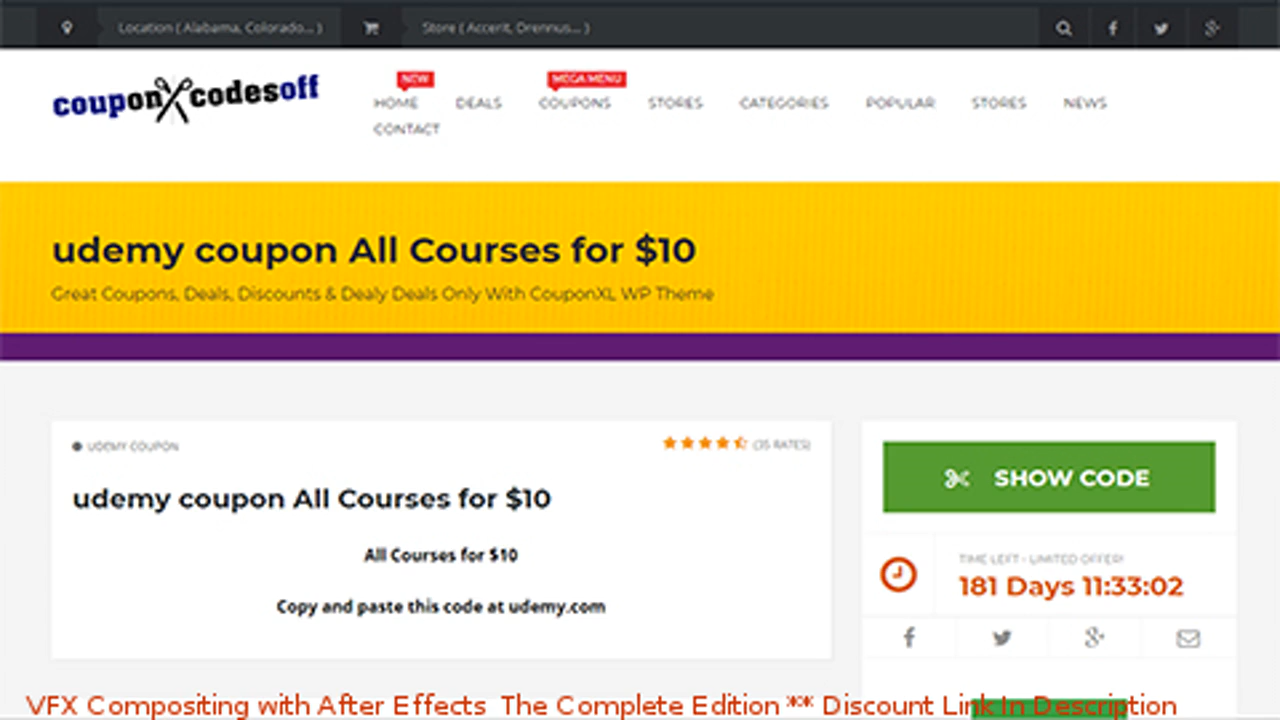 Location ( Alabama, Colorado... ) Store ( Accent, Drennus... )
couponXcodesoff
NEW MEGA MENU
HOME DEALS COUPONS STORES CATEGORIES POPULAR STORES NEWS
CONTACT
udemy coupon All Courses for $10
Great Coupons, Deals, Discounts & Dealy Deals Only With CouponXL WP Theme
UDEMY COUPON (35 RATES)
udemy coupon All Courses for $10
All Courses for $10
Copy and paste this code at udemy.com
SHOW CODE
TIME LEFT - LIMITED OFFER!
181 Days 11:33:02
VFX Compositing with After Effects The Complete Edition ** Discount Link In Description